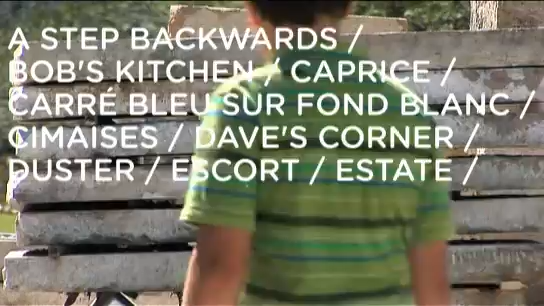 A STEP BACKWARDS /
BOB'S KITCHEN / CAPRICE /
CARRÉ BLEU SUR FOND BLANC /
CIMAISES / DAVE'S CORNER /
DUSTER / ESCORT / ESTATE /